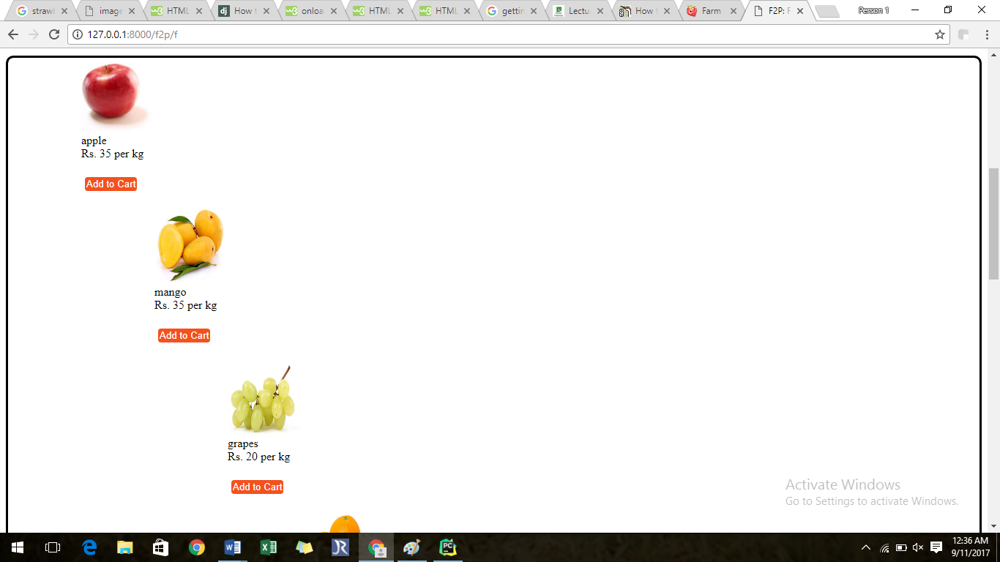 strawl
image
HTML
How t
onloa
HTML
HTML
gettin
Lectu
How
Farm
F2P: F
Person 1
127.0.0.1:8000/f2p/f
apple
Rs. 35 per kg
Add to Cart
mango
Rs. 35 per kg
Add to Cart
grapes
Rs. 20 per kg
Add to Cart
Activate Windows
Go to Settings to activate Windows.
12:36 AM
9/11/2017